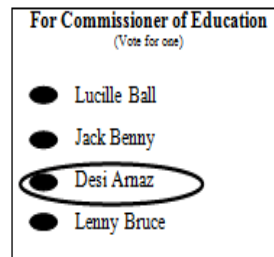 For Commissioner of Education
(Vote for one)
Lucille Ball
Jack Benny
Desi Arnaz
Lenny Bruce